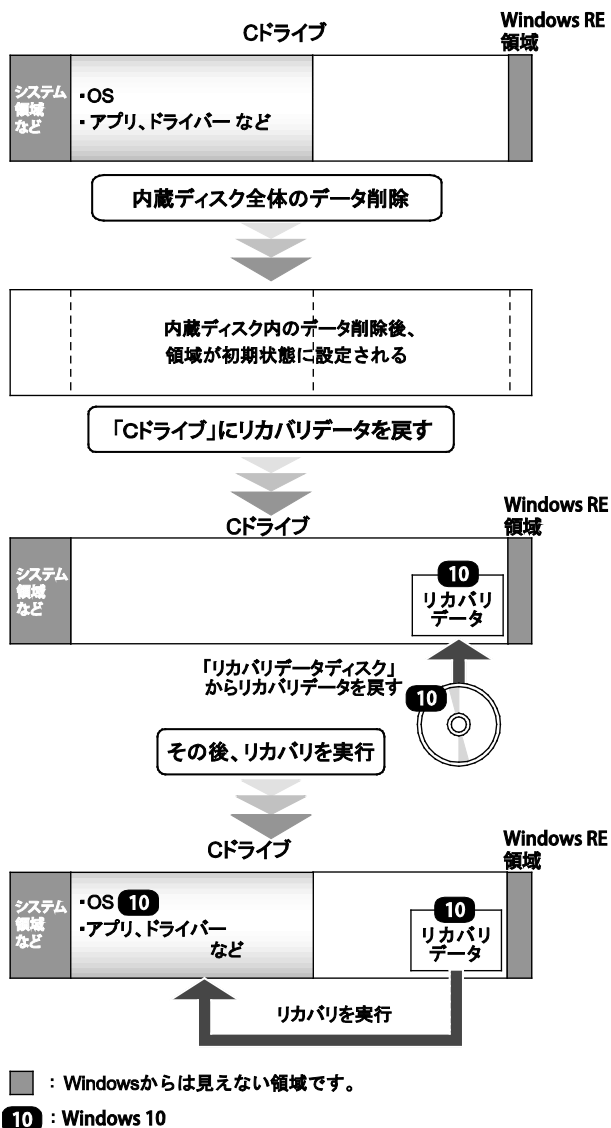 Cドライブ
Windows RE
領域
システム
領域
など
・OS
・アプリ、ドライバー など
内蔵ディスク全体のデータ削除
内蔵ディスク内のデータ削除後、
領域が初期状態に設定される
「Cドライブ」にリカバリデータを戻す
Cドライブ
Windows RE
領域
システム
領域
など
10
リカバリ
データ
「リカバリデータディスク」
からリカバリデータを戻す
10
その後、リカバリを実行
Cドライブ
Windows RE
領域
システム
領域
など
・OS 10
・アプリ、ドライバー
など
10
リカバリ
データ
リカバリを実行
：Windowsからは見えない領域です。
10：Windows 10